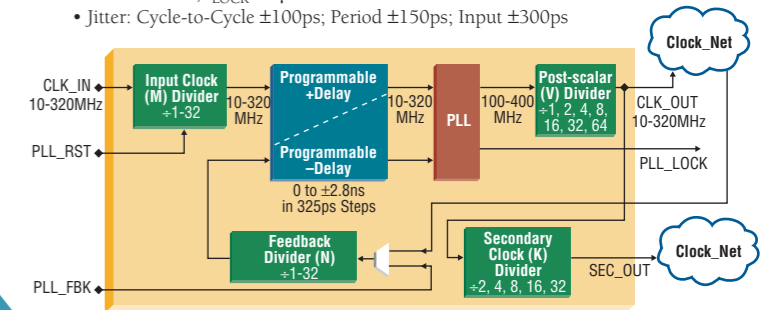 • Jitter: Cycle-to-Cycle ±100ps; Period ±150ps; Input ±300ps
Clock_Net
CLK_IN
10-320MHz
Input Clock
(M) Divider
÷1-32
10-320
MHz
Programmable
+Delay
Programmable
–Delay
0 to ±2.8ns
in 325ps Steps
10-320
MHz
PLL
100-400
MHz
Post-scalar
(V) Divider
÷1, 2, 4, 8,
16, 32, 64
CLK_OUT
10-320MHz
PLL_RST
PLL_LOCK
Feedback
Divider (N)
÷1-32
Secondary
Clock (K)
Divider
÷2, 4, 8, 16, 32
SEC_OUT
Clock_Net
PLL_FBK